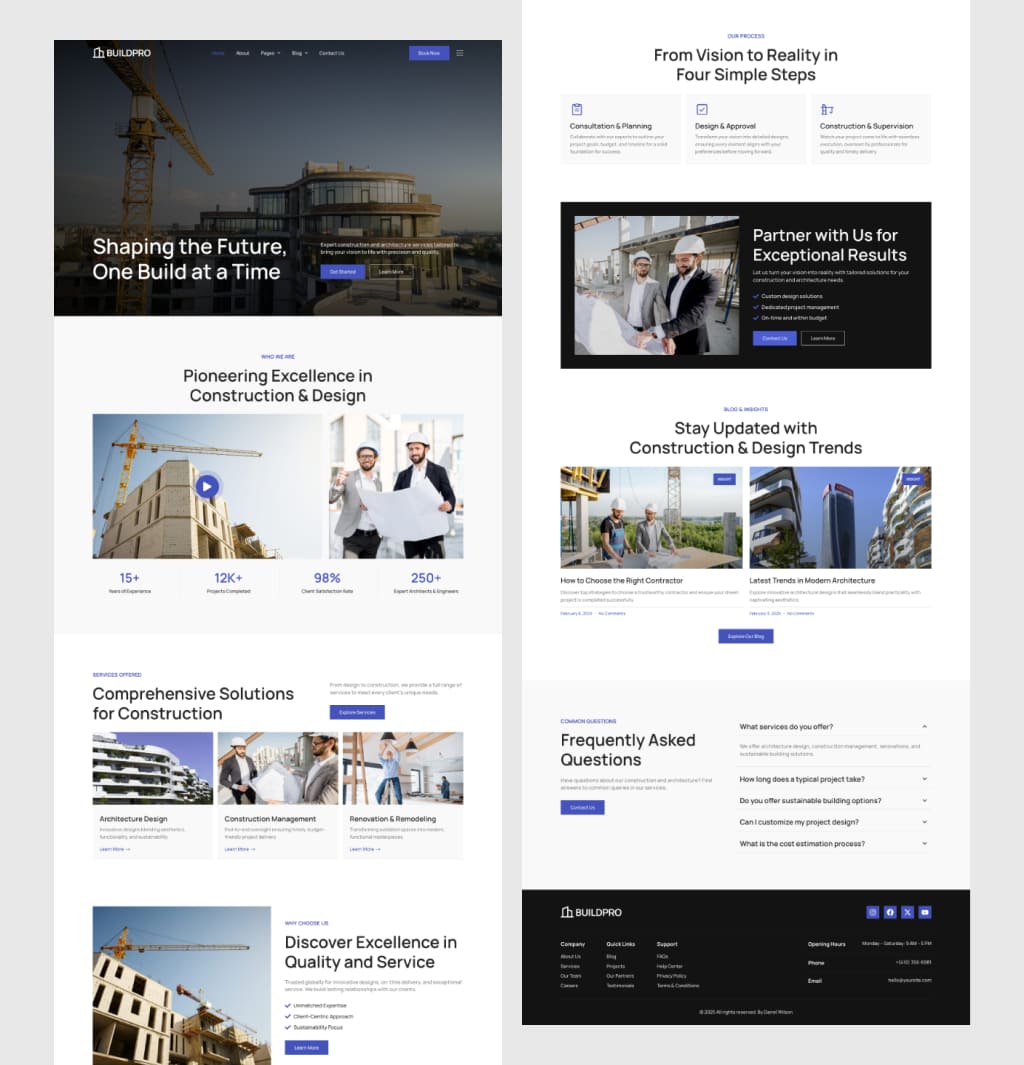 BUILDPRO
Home
About
Pages
Blog
Contact Us
Book Now
Shaping the Future,
One Build at a Time
Expert construction and architecture services tailored to
bring your vision to life with precision and quality.
Get Started
Learn More
WHO WE ARE
Pioneering Excellence in
Construction & Design
15+
Years of Experience
12K+
Projects Completed
98%
Client Satisfaction Rate
250+
Expert Architects & Engineers
SERVICES OFFERED
Comprehensive Solutions
for Construction
From design to construction, we provide a full range of
services to meet every client's unique needs.
Explore Services
Architecture Design
Innovative designs blending aesthetics,
functionality, and sustainability.
Learn More →
Construction Management
End-to-end oversight ensuring timely, budget-
friendly project delivery.
Learn More →
Renovation & Remodeling
Transforming outdated spaces into modern,
functional masterpieces.
Learn More →
WHY CHOOSE US
Discover Excellence in
Quality and Service
Trusted globally for innovative designs, on-time delivery, and exceptional
service. We build lasting relationships with our clients.
Unmatched Expertise
Client-Centric Approach
Sustainability Focus
Learn More
OUR PROCESS
From Vision to Reality in
Four Simple Steps
Consultation & Planning
Collaborate with our experts to outline your
project goals, budget, and timeline for a solid
foundation for success.
Design & Approval
Transform your vision into detailed designs,
ensuring every element aligns with your
preferences before moving forward.
Construction & Supervision
Watch your project come to life with seamless
execution, overseen by professionals for
quality and timely delivery.
Partner with Us for
Exceptional Results
Let us turn your vision into reality with tailored solutions for your
construction and architecture needs.
Custom design solutions
Dedicated project management
On-time and within budget
Contact Us
Learn More
BLOG & INSIGHTS
Stay Updated with
Construction & Design Trends
INSIGHT
How to Choose the Right Contractor
Discover top strategies to choose a trustworthy contractor and ensure your dream
project is completed successfully.
February 5, 2025 • No Comments
INSIGHT
Latest Trends in Modern Architecture
Explore innovative architecture designs that seamlessly blend practicality with
captivating aesthetics.
February 5, 2025 • No Comments
Explore Our Blog
COMMON QUESTIONS
Frequently Asked
Questions
Have questions about our construction and architecture? Find
answers to common queries in our services.
Contact Us
What services do you offer?
We offer architecture design, construction management, renovations, and
sustainable building solutions.
How long does a typical project take?
Do you offer sustainable building options?
Can I customize my project design?
What is the cost estimation process?
BUILDPRO
Company
About Us
Services
Our Team
Careers
Quick Links
Blog
Projects
Our Partners
Testimonials
Support
FAQs
Help Center
Privacy Policy
Terms & Conditions
Opening Hours
Monday - Saturday: 9 AM - 5 PM
Phone
Email
hello@yoursite.com
© 2025 All rights reserved. By Darrel Wilson